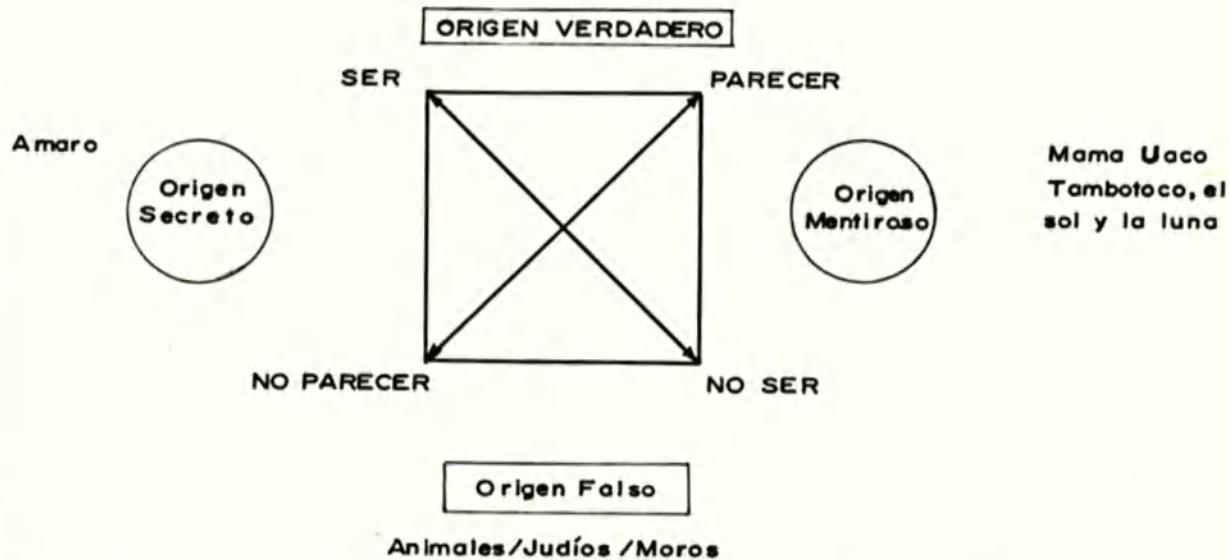 ORIGEN VERDADERO
SER
PARECER
Amaro
Origen
Secreto
Origen
Mentiroso
Mama Uaco
Tambotoco, el
sol y la luna
NO PARECER
NO SER
Origen Falso
Animales/Judíos/Moros